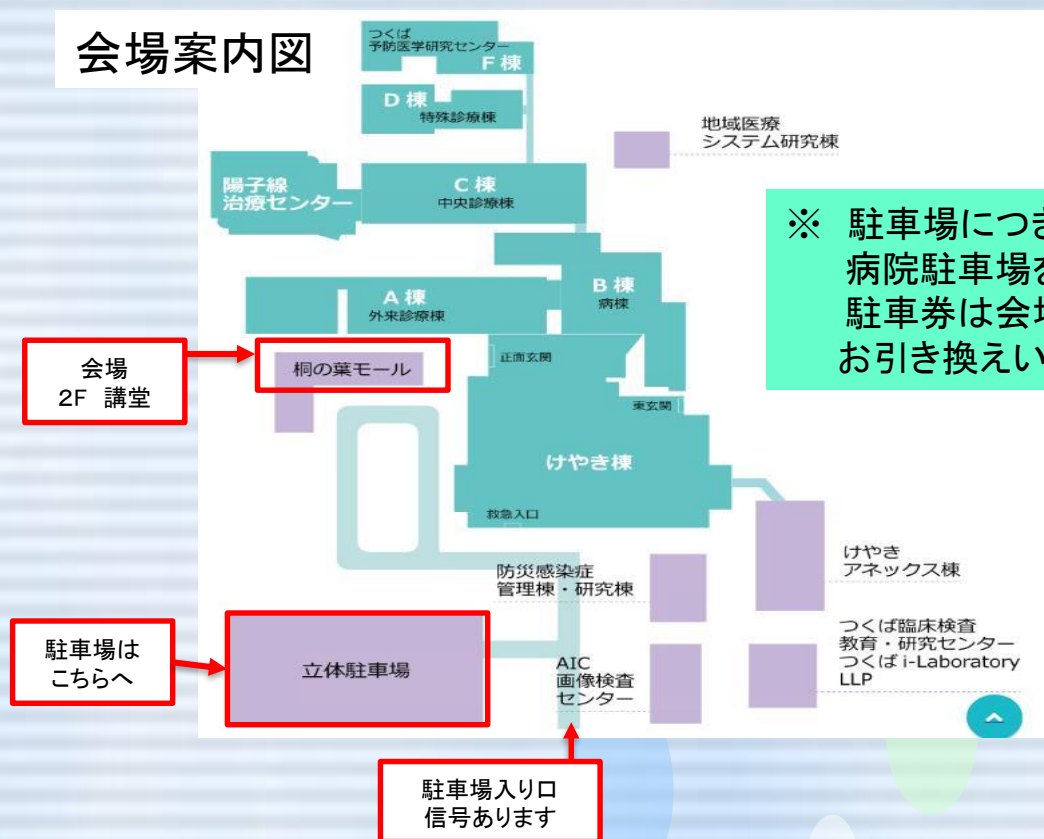 会場案内図
つくば
予防医学研究センター
F 棟
D 棟
特殊診療棟
地域医療
システム研究棟
陽子線
治療センター
C 棟
中央診療棟
※ 駐車場につき
病院駐車場を
駐車券は会場
お引き換えい
B 棟
病棟
A 棟
外来診療棟
会場
2F 講堂
桐の葉モール
正面玄関
東玄関
けやき棟
救急入口
防災感染症
管理棟・研究棟
けやき
アネックス棟
駐車場は
こちらへ
立体駐車場
AIC
画像検査
センター
つくば臨床検査
教育・研究センター
つくば i-Laboratory
LLP
駐車場入り口
信号あります